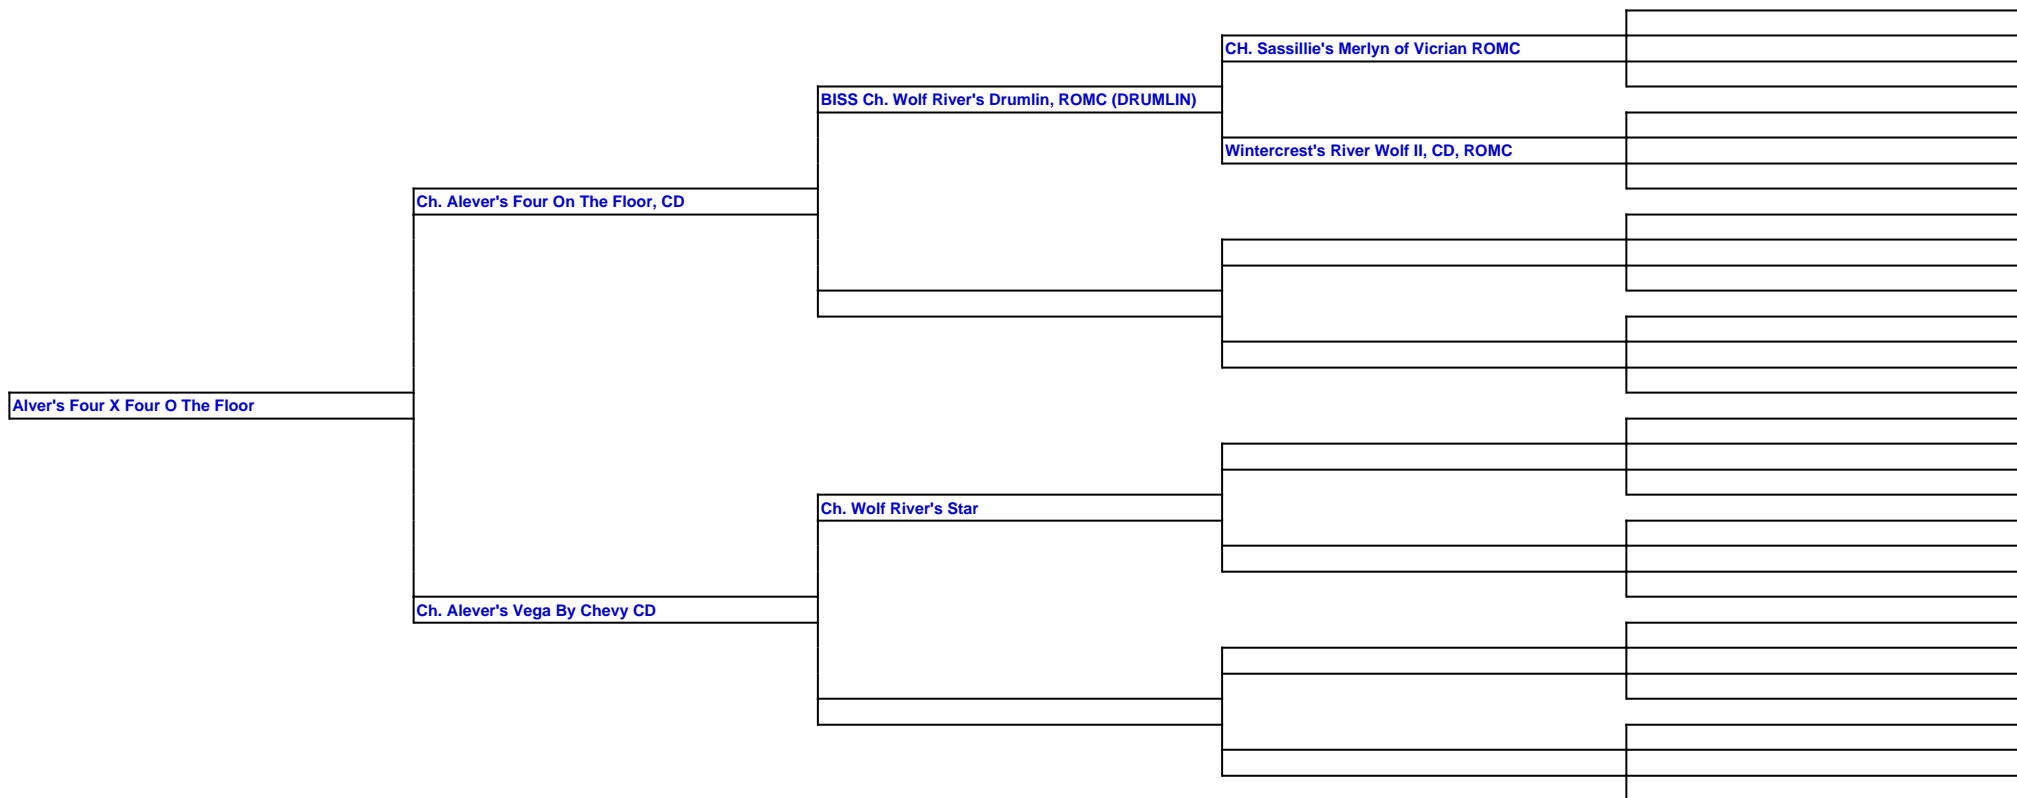 CH. Sassillie's Merlyn of Vicrian ROMC
BISS Ch. Wolf River's Drumlin, ROMC (DRUMLIN)
Wintercrest's River Wolf II, CD, ROMC
Ch. Alever's Four On The Floor, CD
Alver's Four X Four O The Floor
Ch. Wolf River's Star
Ch. Alever's Vega By Chevy CD